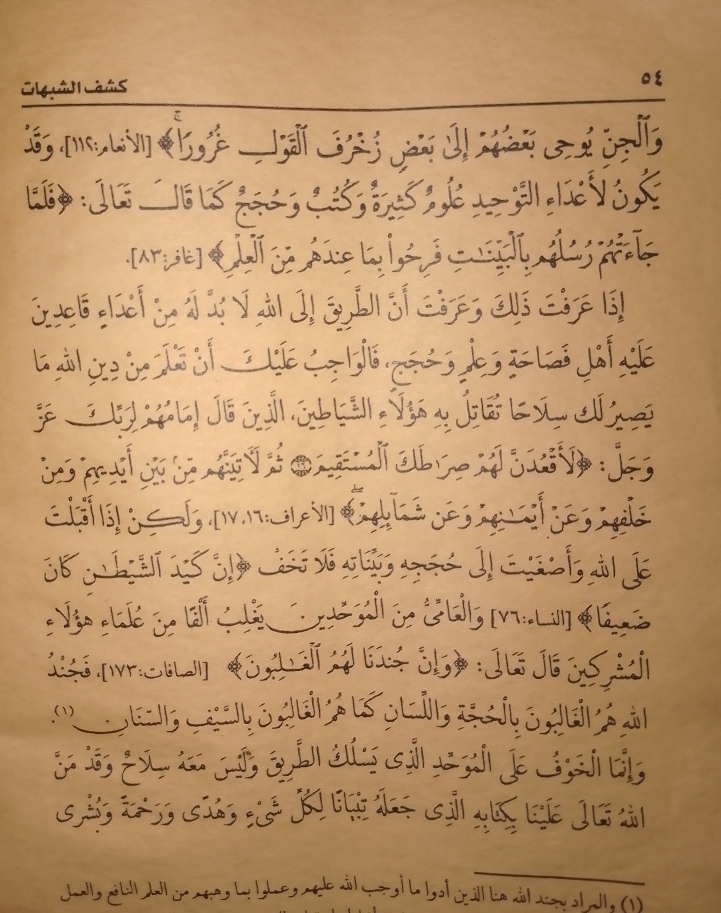 ٥٤ كشف الشبهات
وَٱلْجِنِّ يُوحِى بَعْضُهُمْ إِلَىٰ بَعْضٍ زُخْرُفَ ٱلْقَوْلِ غُرُورًا ۚ﴾ [الأنعام:١١٢]، وَقَدْ
يَكُونُ لأَعْدَاءِ التَّوْحِيدِ عُلُومٌ كَثِيرَةٌ وَكُتُبٌ وَحُجَجٌ كَمَا قَالَ تَعَالَى: ﴿فَلَمَّا
جَآءَتْهُمْ رُسُلُهُم بِٱلْبَيِّنَـٰتِ فَرِحُوا۟ بِمَا عِندَهُم مِّنَ ٱلْعِلْمِ﴾ [غافر:٨٣].
إِذَا عَرَفْتَ ذَلِكَ وَعَرَفْتَ أَنَّ الطَّرِيقَ إِلَى اللهِ لَا بُدَّ لَهُ مِنْ أَعْدَاءٍ قَاعِدِينَ
عَلَيْهِ أَهْلِ فَصَاحَةٍ وَعِلْمٍ وَحُجَجٍ، فَالْوَاجِبُ عَلَيْكَ أَنْ تَعْلَمَ مِنْ دِينِ اللهِ مَا
يَصِيرُ لَكَ سِلَاحًا تُقَاتِلُ بِهِ هَؤُلَاءِ الشَّيَاطِينَ، الَّذِينَ قَالَ إِمَامُهُمْ لِرَبِّكَ عَزَّ
وَجَلَّ: ﴿لَأَقْعُدَنَّ لَهُمْ صِرَٰطَكَ ٱلْمُسْتَقِيمَ ۝١٦ ثُمَّ لَـَٔاتِيَنَّهُم مِّنۢ بَيْنِ أَيْدِيهِمْ وَمِنْ
خَلْفِهِمْ وَعَنْ أَيْمَـٰنِهِمْ وَعَن شَمَآئِلِهِمْ ۖ﴾ [الأعراف:١٦،١٧]، وَلَـكِنْ إِذَا أَقْبَلْتَ
عَلَى اللهِ وَأَصْغَيْتَ إِلَى حُجَجِهِ وَبَيِّنَاتِهِ فَلَا تَخَفْ ﴿إِنَّ كَيْدَ ٱلشَّيْطَـٰنِ كَانَ
ضَعِيفًا﴾ [النساء:٧٦] وَالْعَامِّيُّ مِنَ الْمُوَحِّدِينَ يَغْلِبُ أَلْفًا مِنَ عُلَمَاءِ هؤُلَاءِ
الْمُشْرِكِينَ قَالَ تَعَالَى: ﴿وَإِنَّ جُندَنَا لَهُمُ ٱلْغَـٰلِبُونَ﴾ [الصافات:١٧٣]، فَجُنْدُ
اللهِ هُمُ الْغَالِبُونَ بِالْحُجَّةِ وَاللِّسَانِ كَمَا هُمُ الْغَالِبُونَ بِالسَّيْفِ وَالسِّنَانِ (١).
وَإِنَّمَا الْخَوْفُ عَلَى الْمُوَحِّدِ الَّذِى يَسْلُكُ الطَّرِيقَ وَلَيْسَ مَعَهُ سِلَاحٌ وَقَدْ مَنَّ
اللهُ تَعَالَى عَلَيْنَا بِكِتَابِهِ الَّذِى جَعَلَهُ تِبْيَانًا لِكُلِّ شَىْءٍ وَهُدًى وَرَحْمَةً وَبُشْرى
(١) والمراد بجند الله هنا الذين أدوا ما أوجب الله عليهم وعملوا بما وهبهم من العلم النافع والعمل